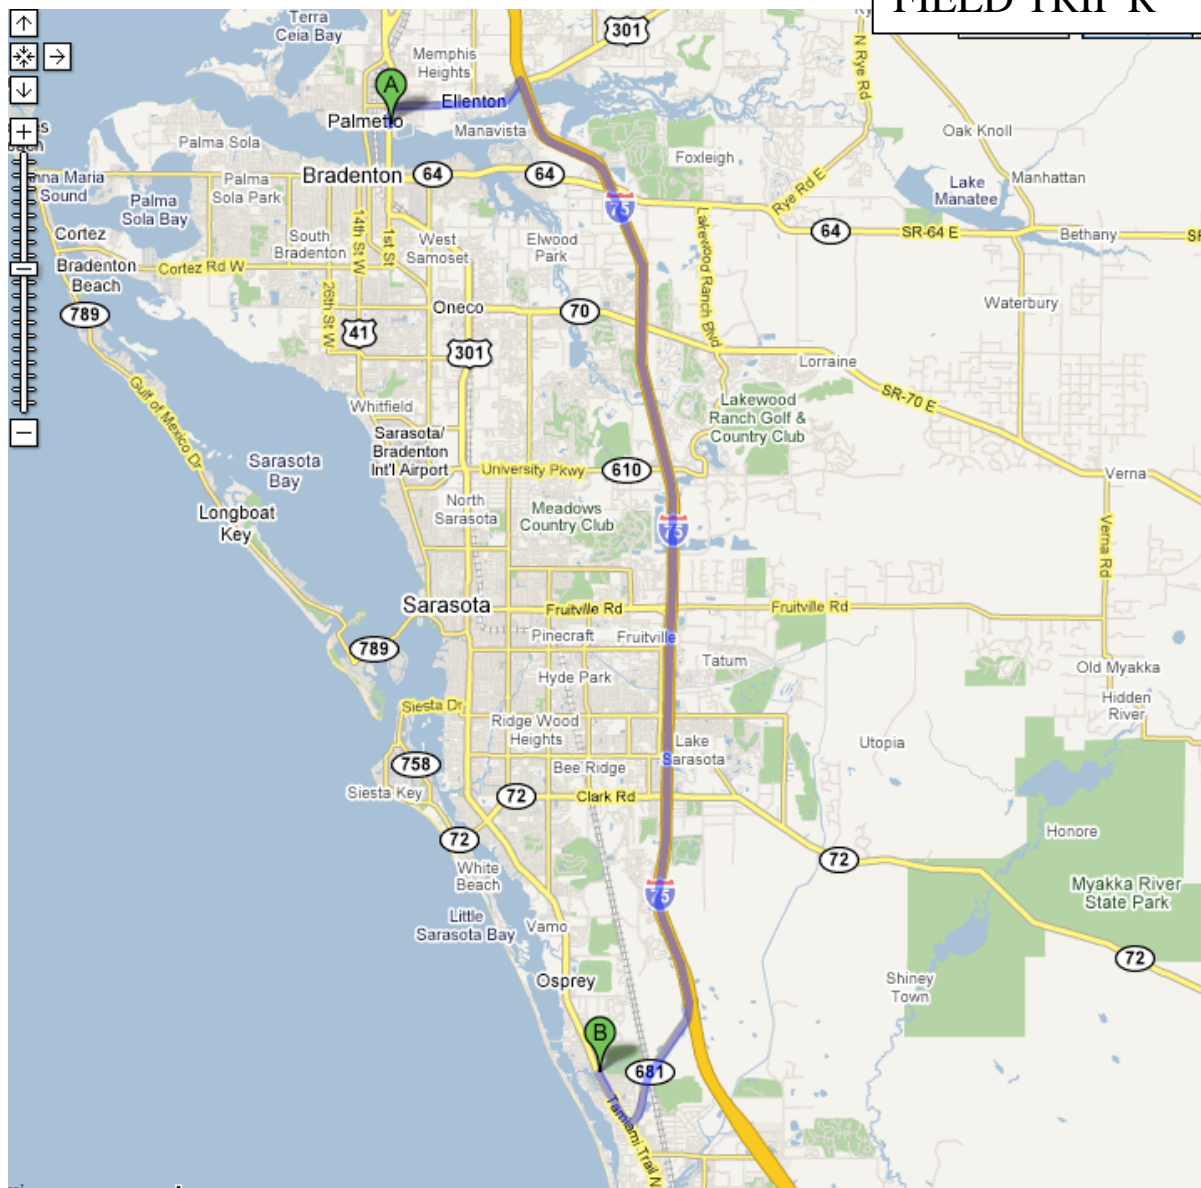 FIELD TRIP R
Terra
Ceia Bay
301
Memphis
Heights
N Rye Rd
A
Ellenton
Palmetto
Manavista
Oak Knoll
Palma Sola
Foxleigh
Bradenton
64
64
Rye Rd E
Lake
Manatee
Manhattan
Anna Maria
Sound
Palma
Sola Park
Palma
Sola Bay
75
64
SR-64 E
Bethany
Cortez
14th St W
1st St
South
Bradenton
West
Samoset
Elwood
Park
Lakewood Ranch Blvd
Bradenton
Beach
Cortez Rd W
26th St W
Oneco
70
Waterbury
789
41
301
Lorraine
SR-70 E
Gulf of Mexico Dr
Whitfield
Lakewood
Ranch Golf &
Country Club
Sarasota/
Bradenton
Int'l Airport
Sarasota
Bay
University Pkwy
610
Verna
Longboat
Key
North
Sarasota
Meadows
Country Club
75
Verna Rd
Sarasota
Fruitville Rd
Fruitville Rd
Pinecraft
Fruitville
789
Tatum
Old Myakka
Hyde Park
Hidden
River
Siesta Dr
Ridge Wood
Heights
Lake
Sarasota
Utopia
758
Bee Ridge
Siesta Key
72
Clark Rd
72
72
Honore
White
Beach
75
Myakka River
State Park
Little
Sarasota Bay
Vamo
72
Osprey
Shiney
Town
B
681
Tamiami Trail N